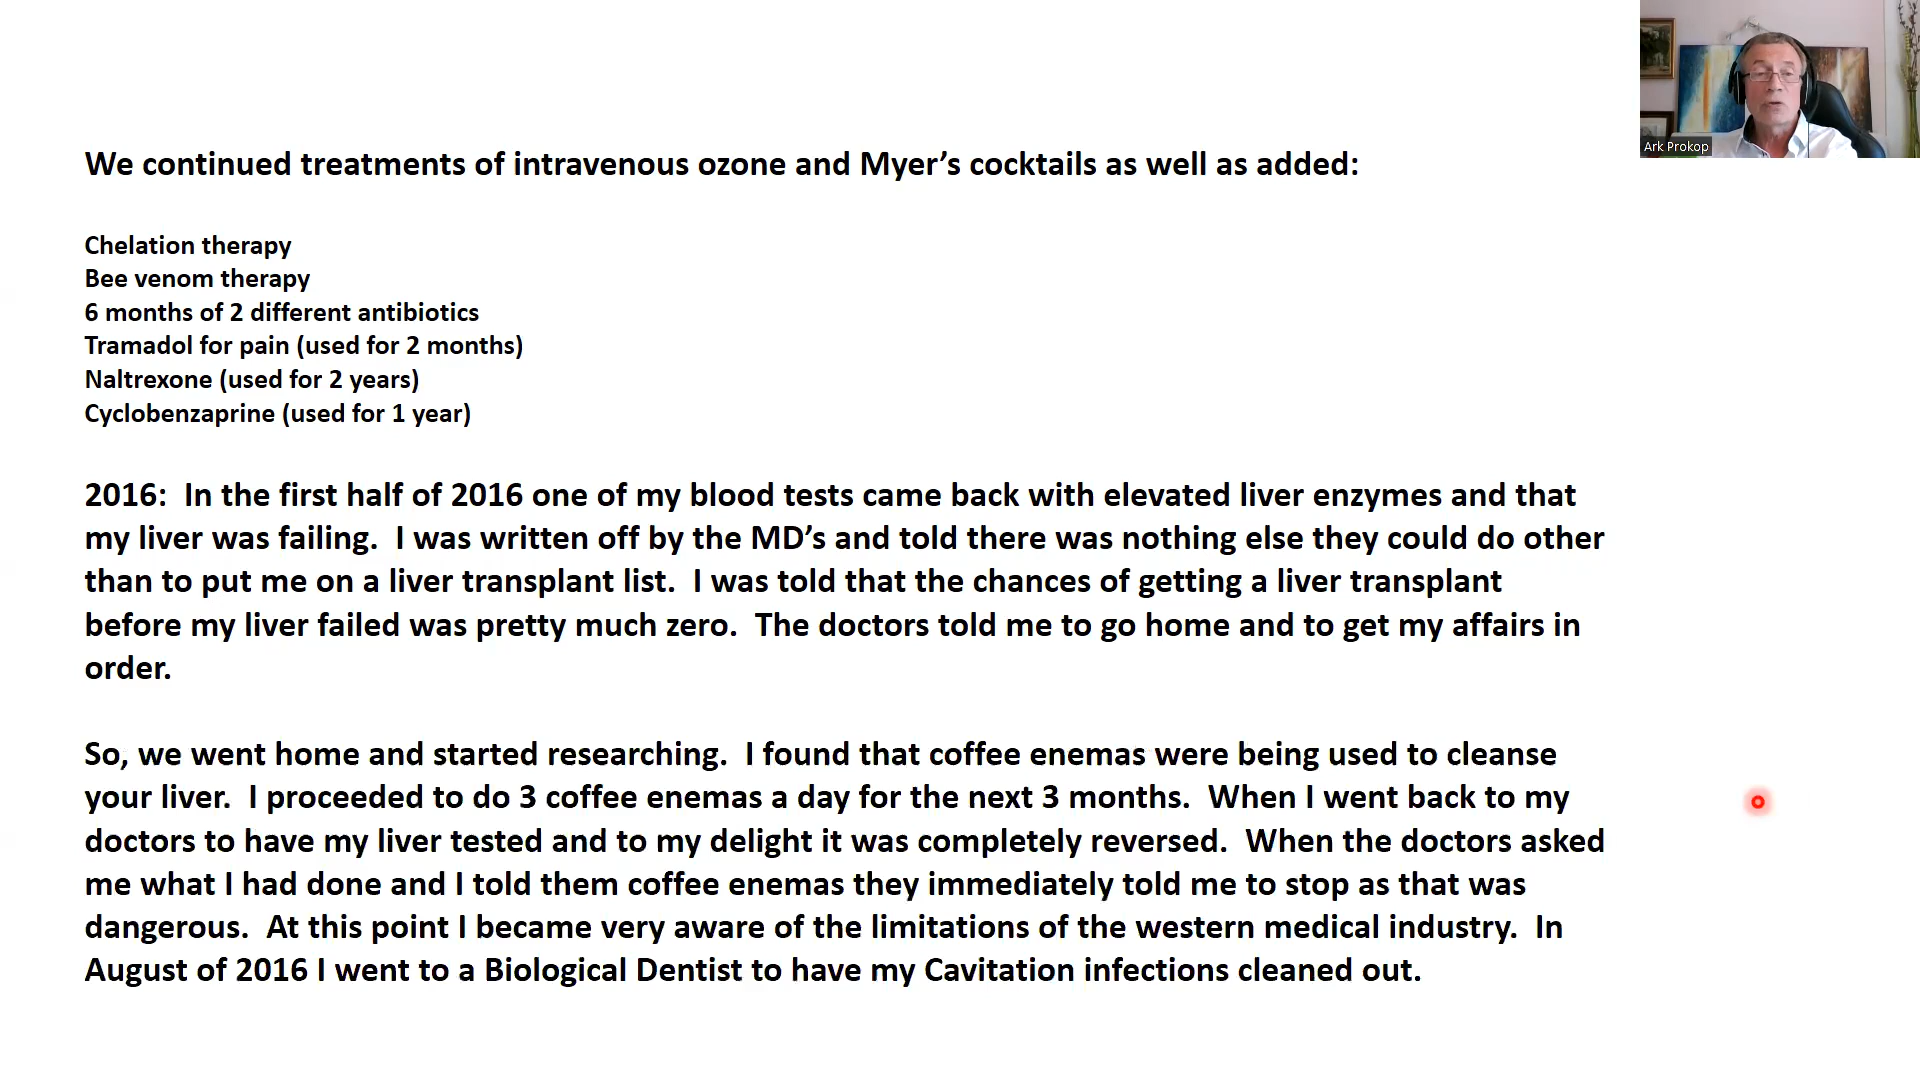 We continued treatments of intravenous ozone and Myer’s cocktails as well as added:
Chelation therapy
Bee venom therapy
6 months of 2 different antibiotics
Tramadol for pain (used for 2 months)
Naltrexone (used for 2 years)
Cyclobenzaprine (used for 1 year)
2016:  In the first half of 2016 one of my blood tests came back with elevated liver enzymes and that
my liver was failing.  I was written off by the MD’s and told there was nothing else they could do other
than to put me on a liver transplant list.  I was told that the chances of getting a liver transplant
before my liver failed was pretty much zero.  The doctors told me to go home and to get my affairs in
order.
So, we went home and started researching.  I found that coffee enemas were being used to cleanse
your liver.  I proceeded to do 3 coffee enemas a day for the next 3 months.  When I went back to my
doctors to have my liver tested and to my delight it was completely reversed.  When the doctors asked
me what I had done and I told them coffee enemas they immediately told me to stop as that was
dangerous.  At this point I became very aware of the limitations of the western medical industry.  In
August of 2016 I went to a Biological Dentist to have my Cavitation infections cleaned out.
Ark Prokop